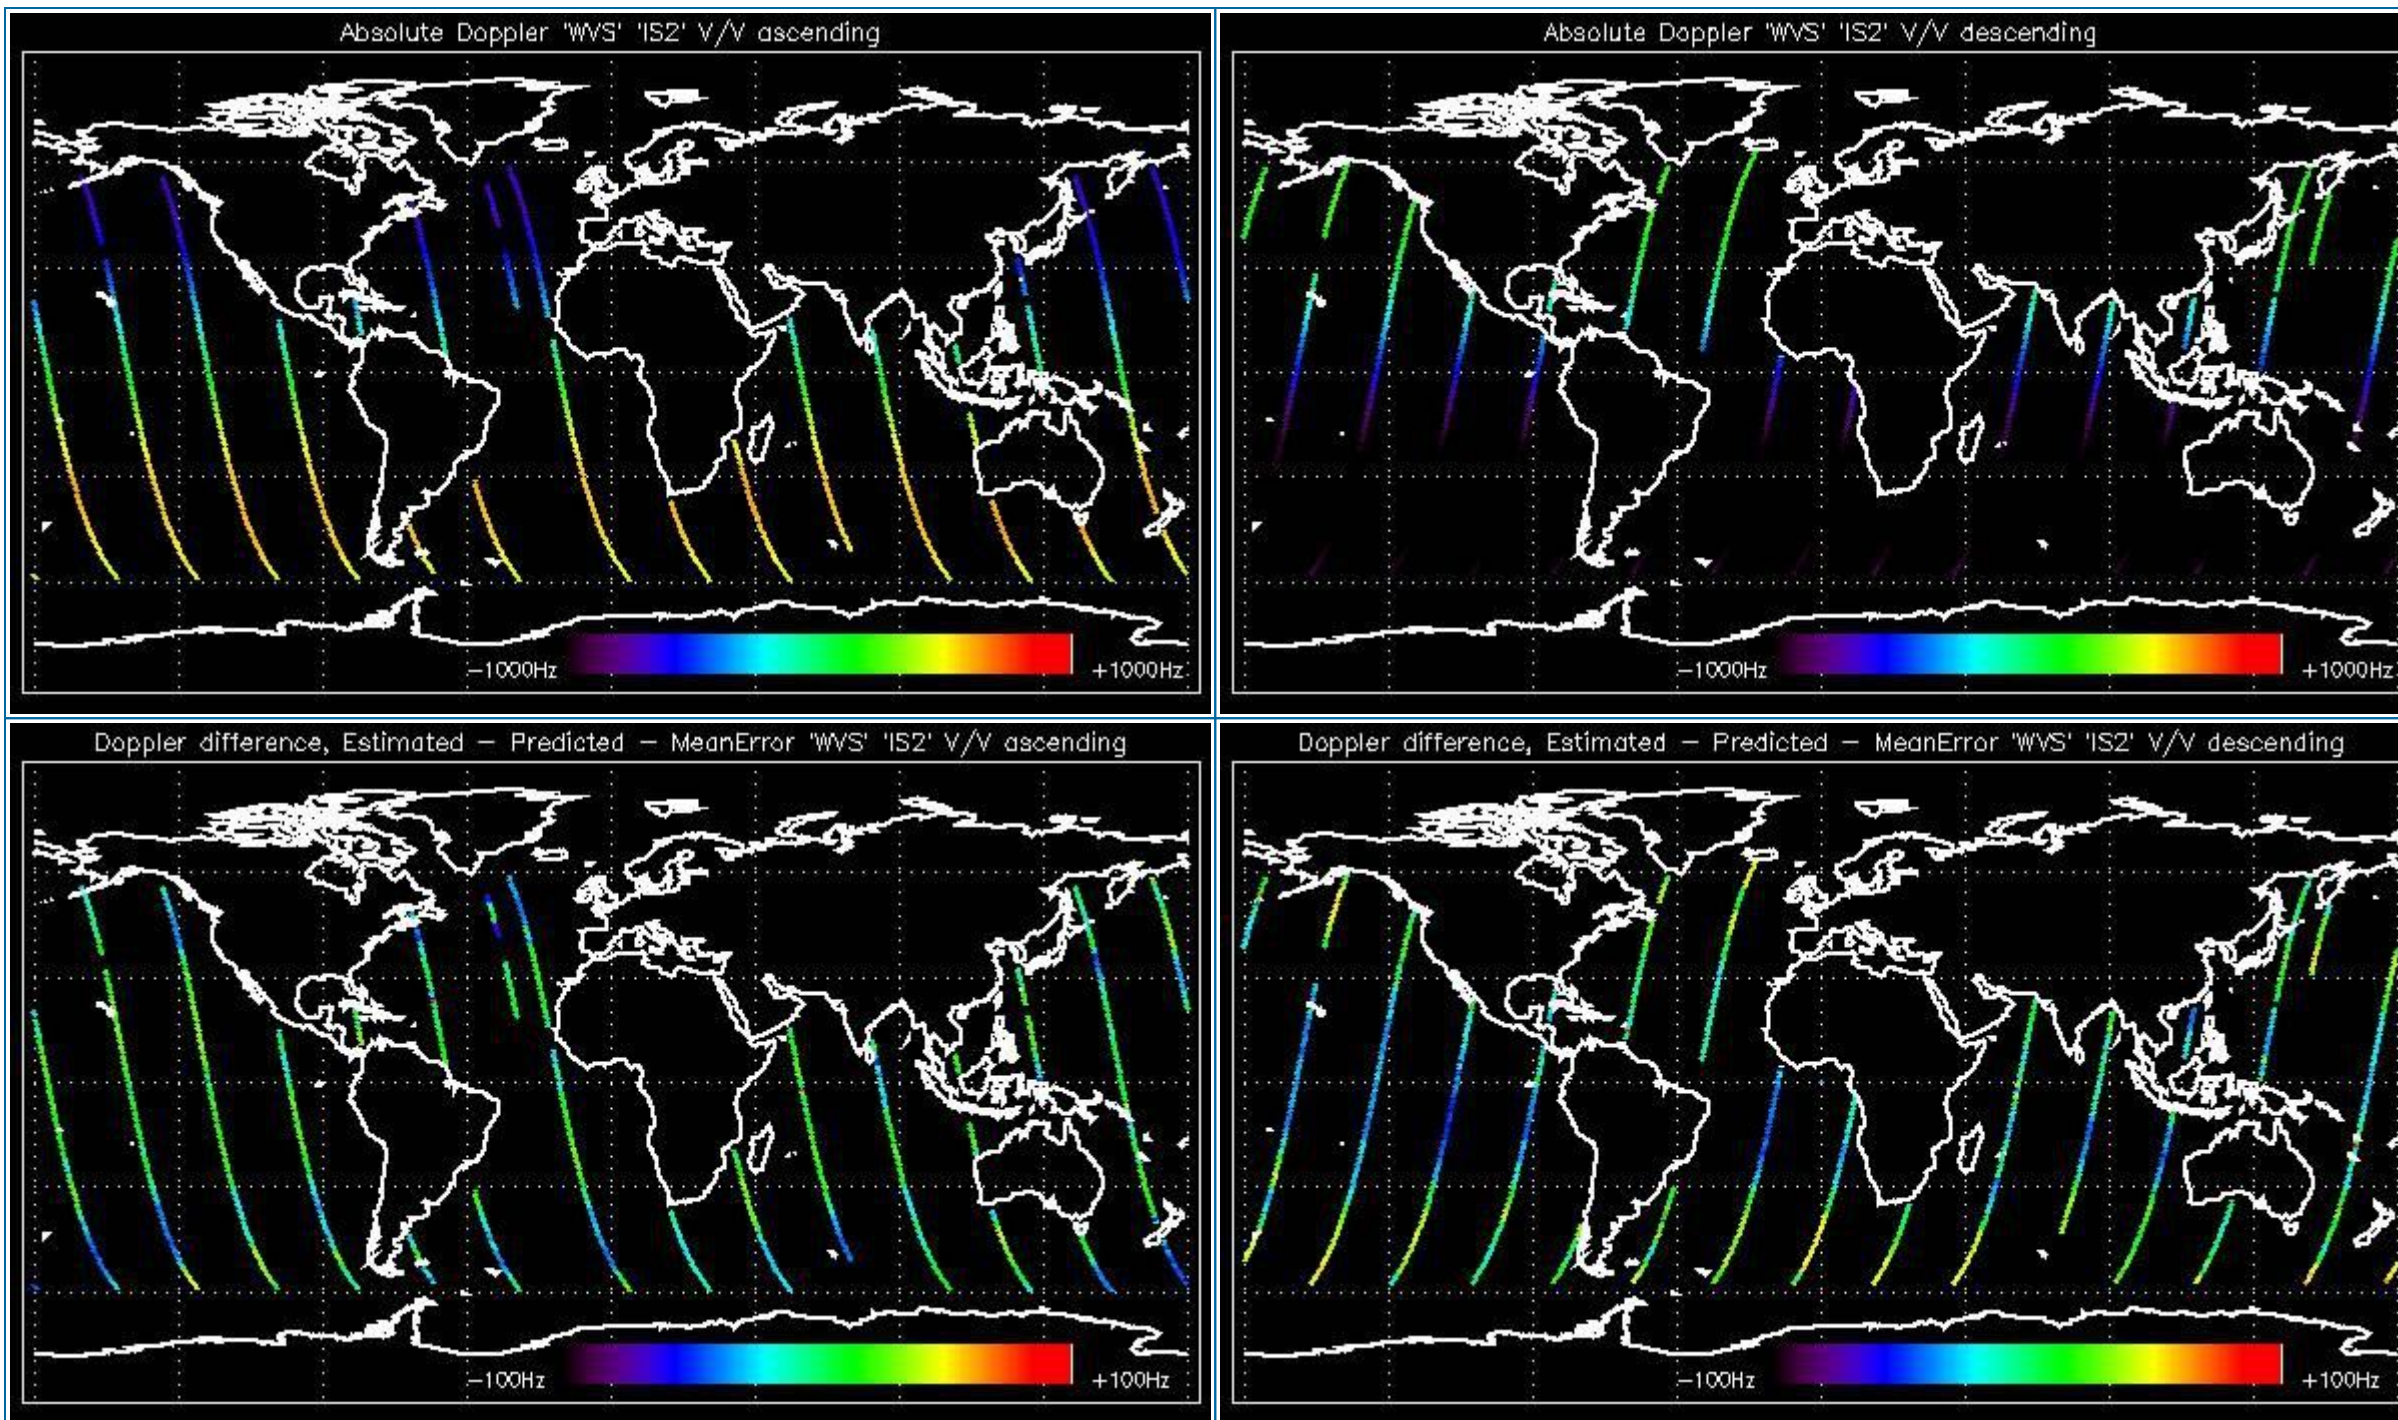 Absolute Doppler 'WVS' 'IS2' V/V ascending
-1000Hz
+1000Hz
Absolute Doppler 'WVS' 'IS2' V/V descending
-1000Hz
+1000Hz
Doppler difference, Estimated - Predicted - MeanError 'WVS' 'IS2' V/V ascending
-100Hz
+100Hz
Doppler difference, Estimated - Predicted - MeanError 'WVS' 'IS2' V/V descending
-100Hz
+100Hz